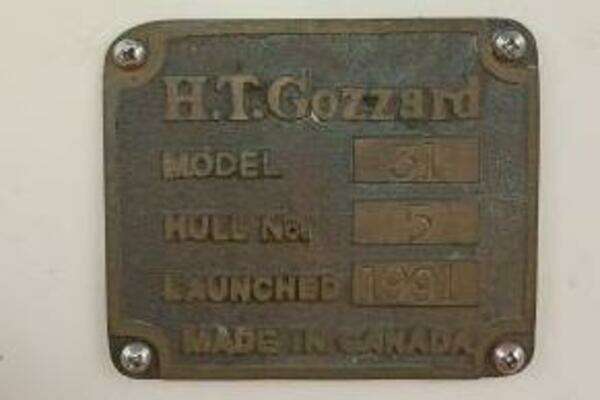 H.T.Gozzard
MODEL 31
HULL No. 5
LAUNCHED 1991
MADE IN CANADA